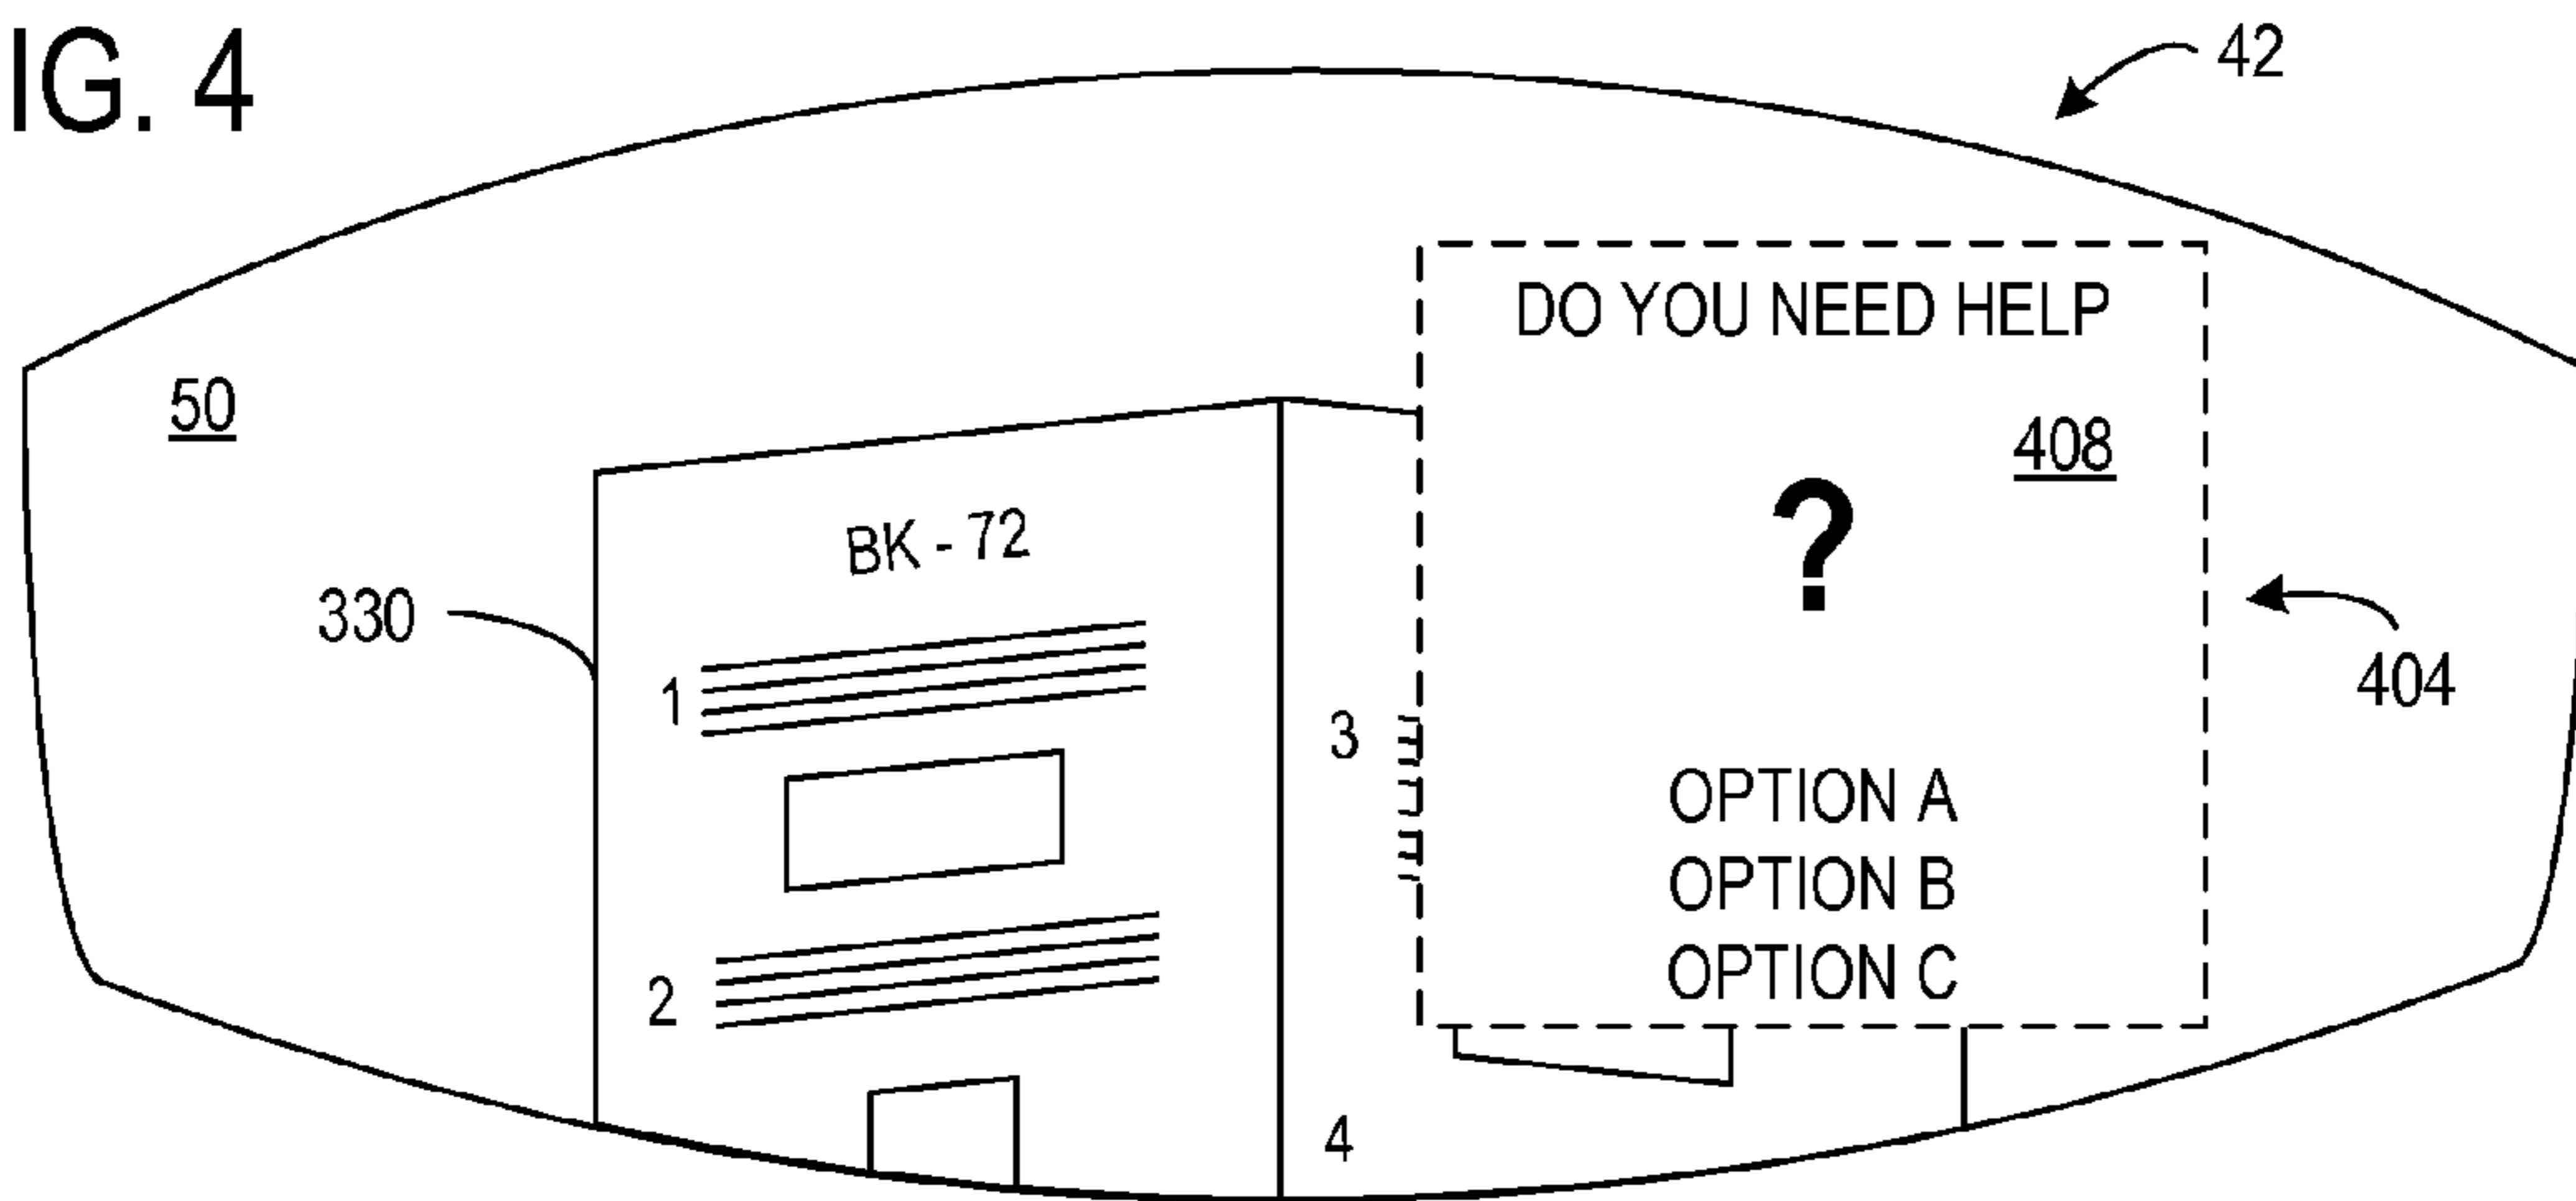 IG. 4
42
DO YOU NEED HELP
50
408
?
BK - 72
330
404
1
3
OPTION A
OPTION B
OPTION C
2
4